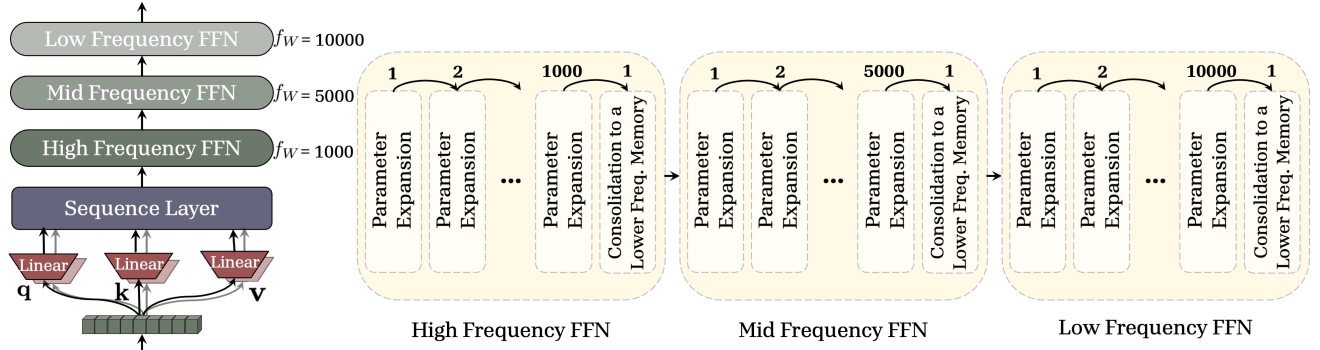 Low Frequency FFN
f_W = 10000
Mid Frequency FFN
f_W = 5000
High Frequency FFN
f_W = 1000
Sequence Layer
Linear
Linear
Linear
q
k
v
1
2
1000
1
Parameter
Expansion
Parameter
Expansion
...
Parameter
Expansion
Consolidation to a
Lower Freq. Memory
High Frequency FFN
1
2
5000
1
Parameter
Expansion
Parameter
Expansion
...
Parameter
Expansion
Consolidation to a
Lower Freq. Memory
Mid Frequency FFN
1
2
10000
1
Parameter
Expansion
Parameter
Expansion
...
Parameter
Expansion
Consolidation to a
Lower Freq. Memory
Low Frequency FFN